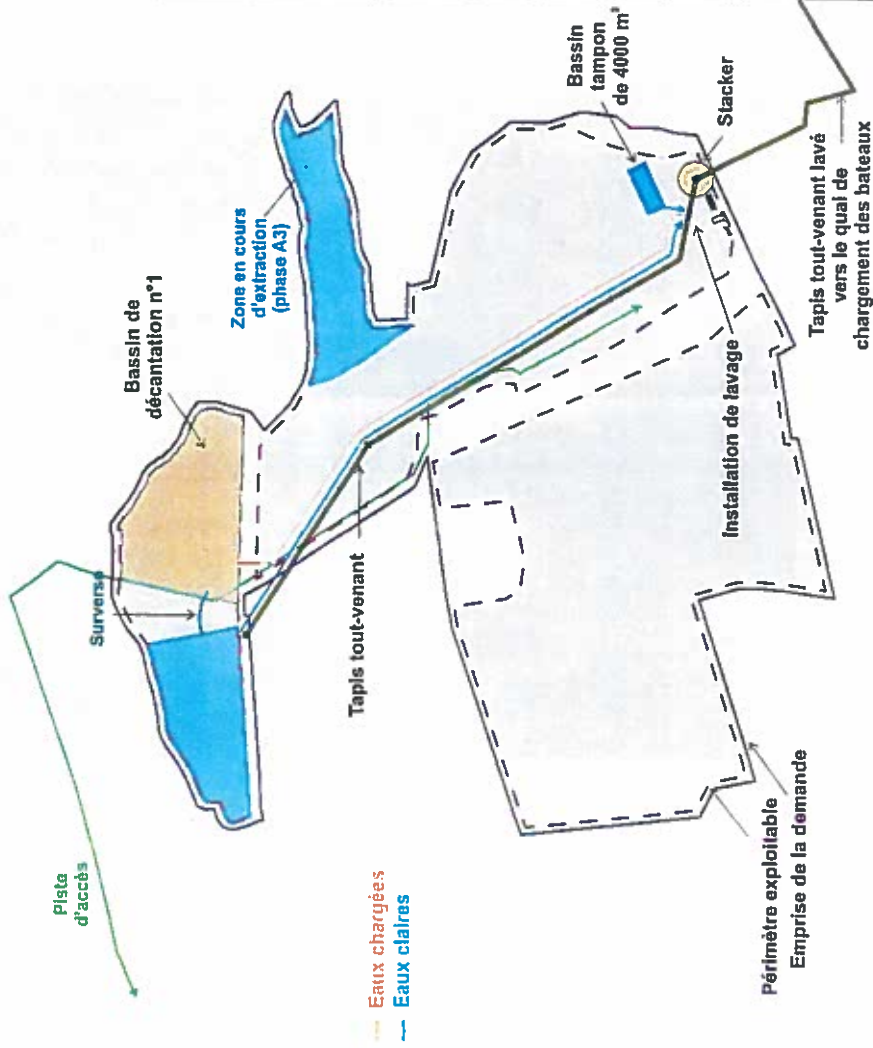 Bassin
tampon
de 4000 m³
Stacker
Zone en cours
d'extraction
(phase A3)
Bassin de
décantation n°1
Surverse
Tapis tout-venant
Installation de lavage
Tapis tout-venant lavé
vers le quai de
chargement des bateaux
Piste
d'accès
Eaux chargées
Eaux claires
Périmètre exploitable
Emprise de la demande